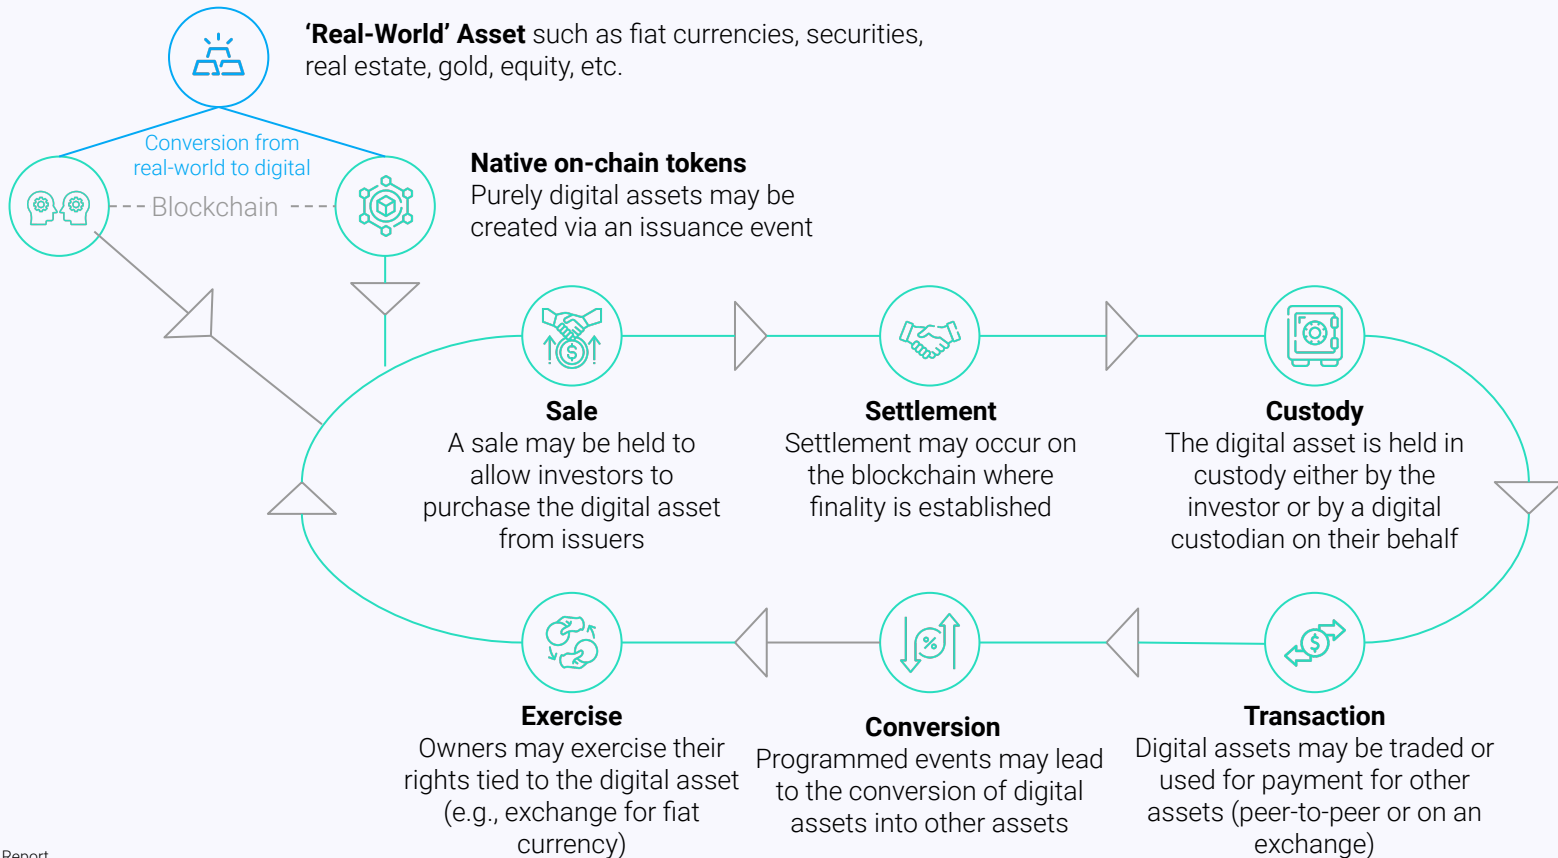 ‘Real-World’ Asset such as fiat currencies, securities,
real estate, gold, equity, etc.
Conversion from
real-world to digital
Blockchain
Native on-chain tokens
Purely digital assets may be
created via an issuance event
Sale
A sale may be held to
allow investors to
purchase the digital asset
from issuers
Settlement
Settlement may occur on
the blockchain where
finality is established
Custody
The digital asset is held in
custody either by the
investor or by a digital
custodian on their behalf
Exercise
Owners may exercise their
rights tied to the digital asset
(e.g., exchange for fiat
currency)
Conversion
Programmed events may lead
to the conversion of digital
assets into other assets
Transaction
Digital assets may be traded or
used for payment for other
assets (peer-to-peer or on an
exchange)
Report